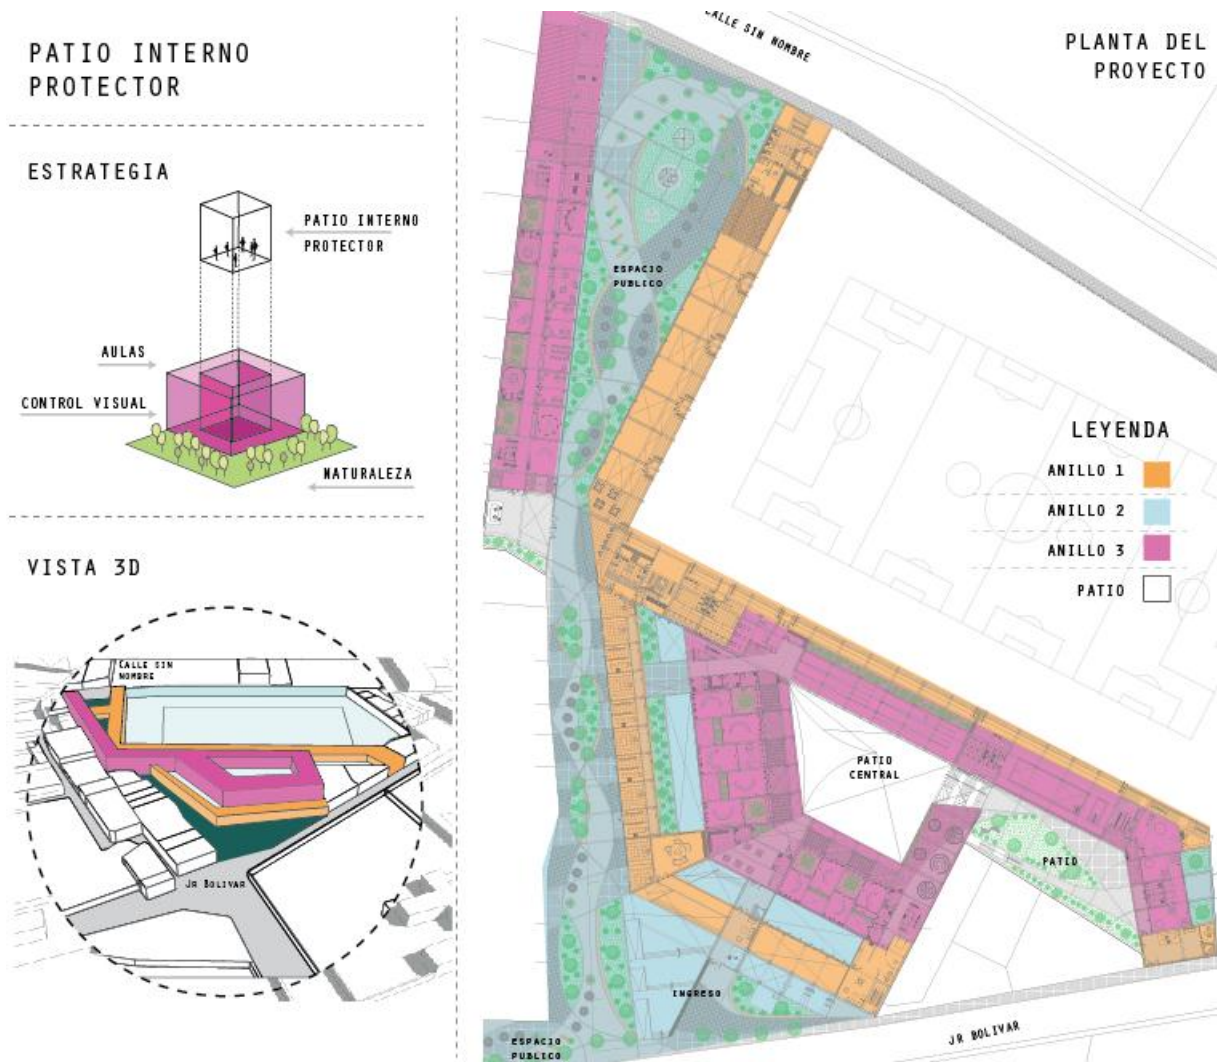 PATIO INTERNO
PROTECTOR
ESTRATEGIA
PATIO INTERNO
PROTECTOR
AULAS
CONTROL VISUAL
NATURALEZA
VISTA 3D
CALLE SIN
NOMBRE
JR BOLIVAR
CALLE SIN NOMBRE
PLANTA DEL
PROYECTO
ESPACIO
PUBLICO
LEYENDA
ANILLO 1
ANILLO 2
ANILLO 3
PATIO
PATIO
CENTRAL
PATIO
INGRESO
JR BOLIVAR
ESPACIO
PUBLICO